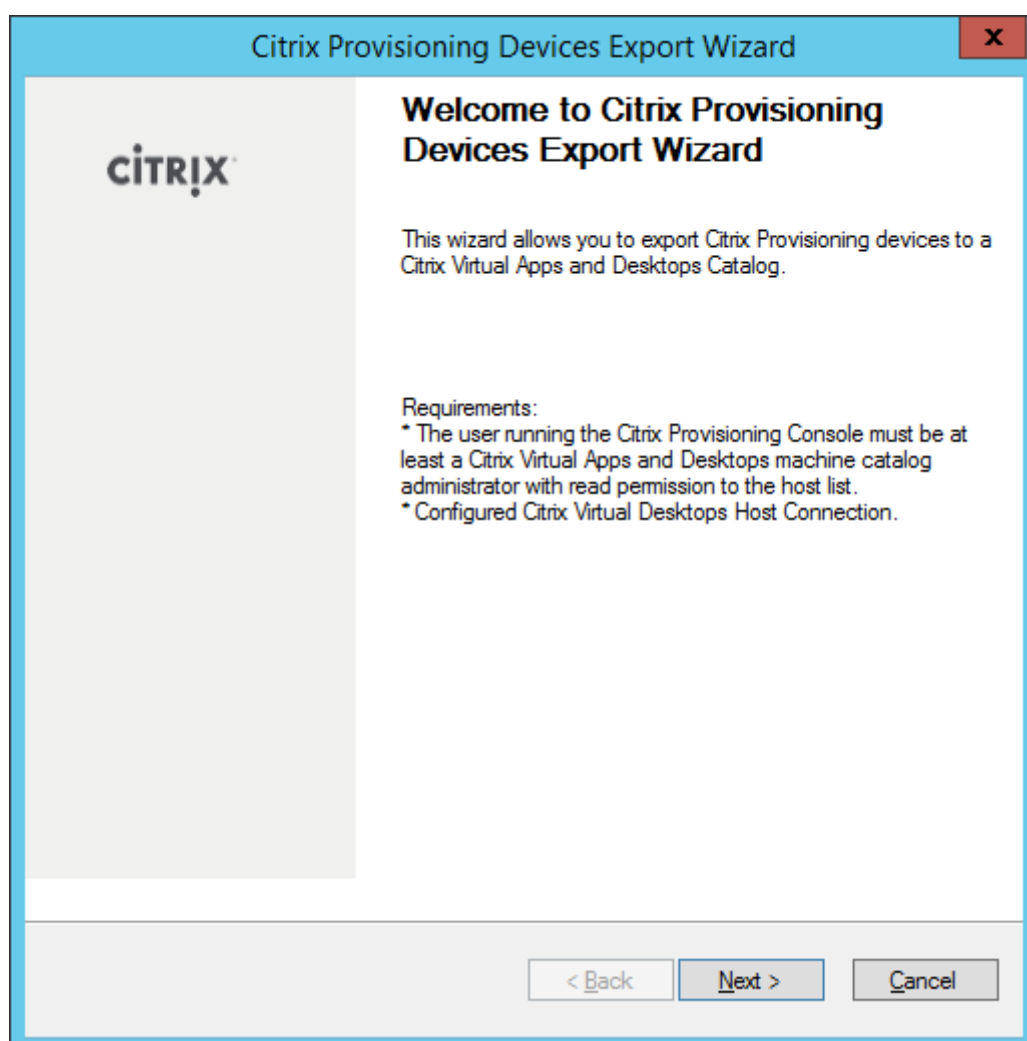 Citrix Provisioning Devices Export Wizard
x
CİTRỊX
Welcome to Citrix Provisioning
Devices Export Wizard
This wizard allows you to export Citrix Provisioning devices to a
Citrix Virtual Apps and Desktops Catalog.
Requirements:
* The user running the Citrix Provisioning Console must be at
least a Citrix Virtual Apps and Desktops machine catalog
administrator with read permission to the host list.
* Configured Citrix Virtual Desktops Host Connection.
< Back
Next >
Cancel